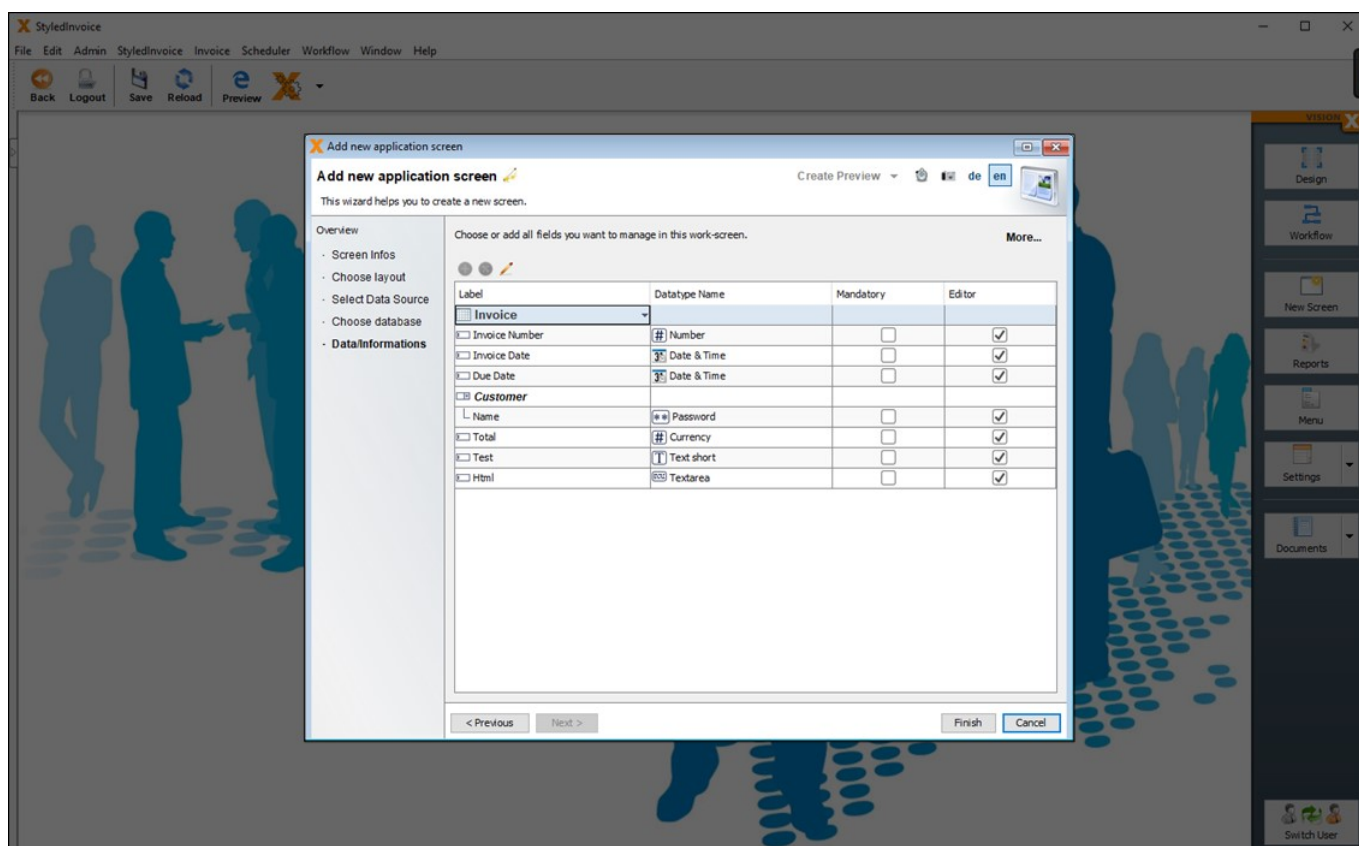 StyledInvoice
File Edit Admin StyledInvoice Invoice Scheduler Workflow Window Help
Back Logout Save Reload Preview
VISION X
Add new application screen
Add new application screen
Create Preview de en
This wizard helps you to create a new screen.
Overview
· Screen Infos
· Choose layout
· Select Data Source
· Choose database
· Data/Informations
Choose or add all fields you want to manage in this work-screen.
More...
Label Datatype Name Mandatory Editor
Invoice
Invoice Number # Number
Invoice Date Date & Time
Due Date Date & Time
Customer
Name ** Password
Total # Currency
Test T Text short
Html Textarea
< Previous Next > Finish Cancel
Design
Workflow
New Screen
Reports
Menu
Settings
Documents
Switch User